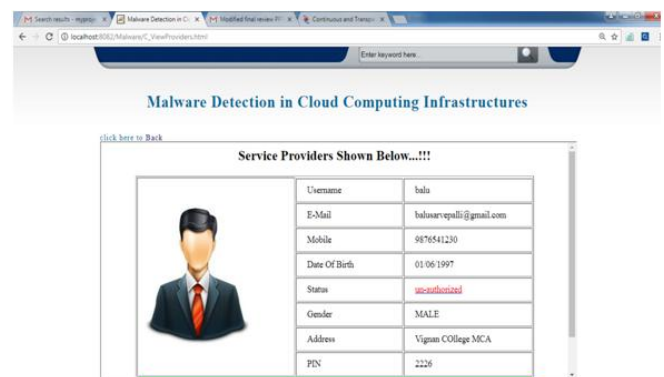 Search results - myproje
Malware Detection in Cl
Modified final review PP
Continuous and Transpa
localhost:8082/Malware/C_ViewProviders.html
Enter keyword here..
Malware Detection in Cloud Computing Infrastructures
click here to Back
Service Providers Shown Below...!!!
Username balu
E-Mail balusarvepalli@gmail.com
Mobile 9876541230
Date Of Birth 01/06/1997
Status un-authorized
Gender MALE
Address Vignan COllege MCA
PIN 2226